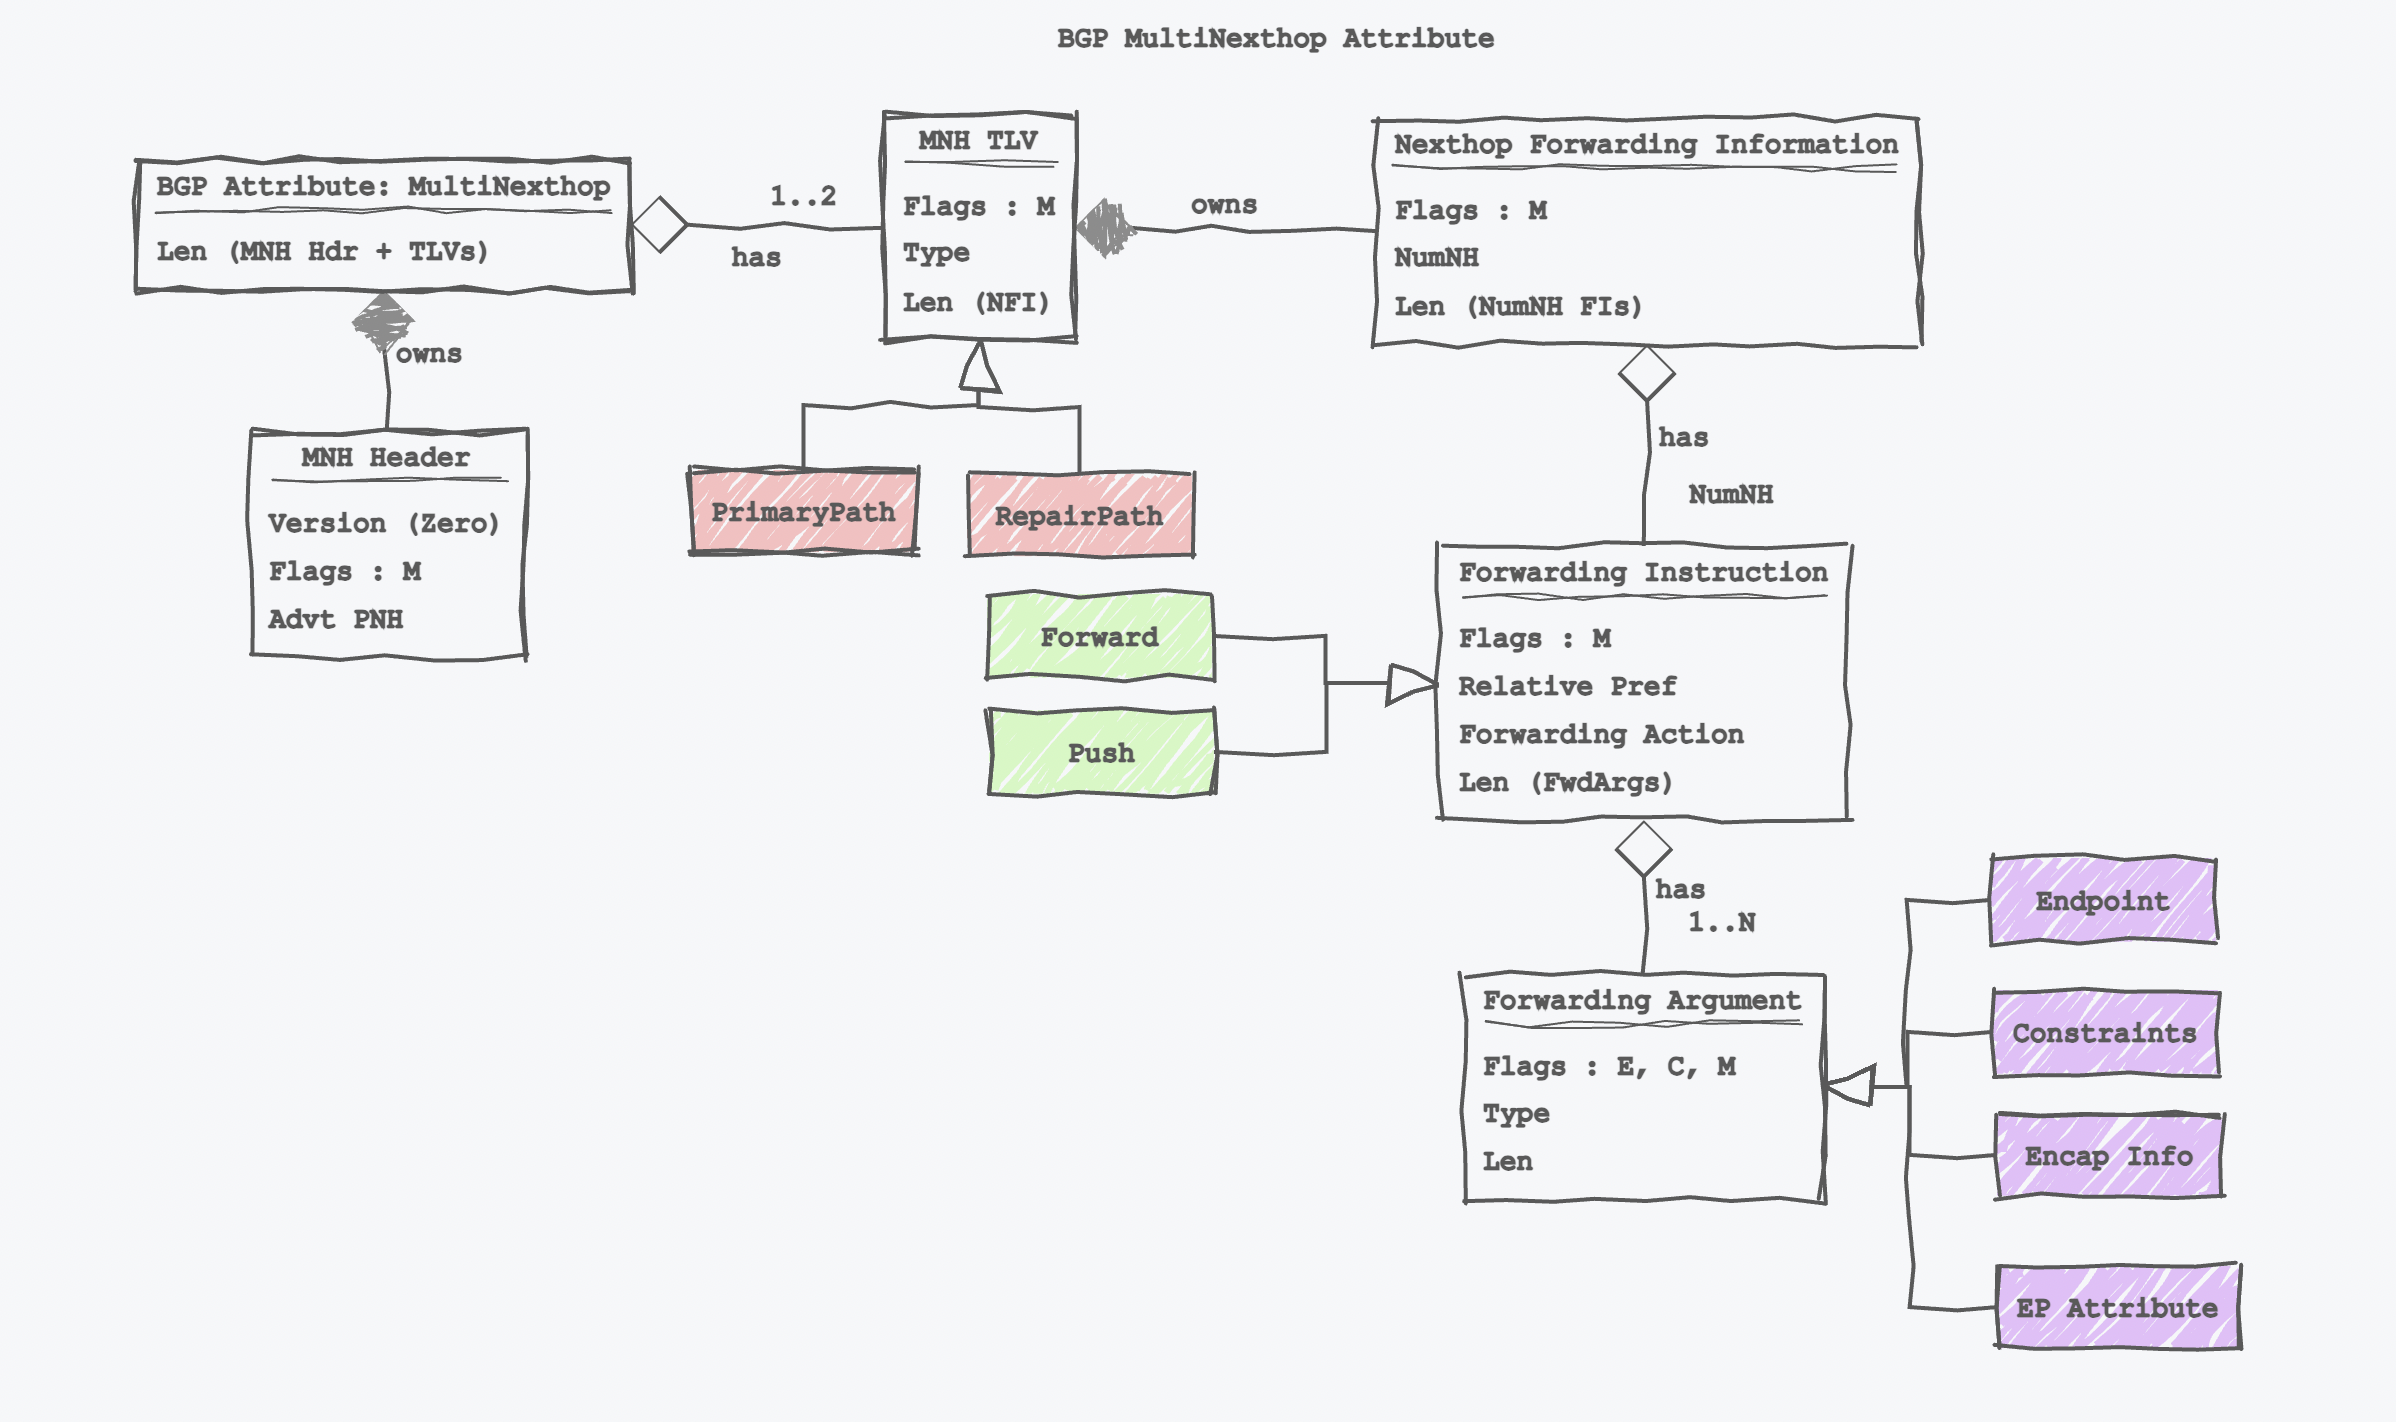 BGP MultiNexthop Attribute
BGP Attribute: MultiNexthop
Len (MNH Hdr + TLVs)
1..2
has
MNH TLV
Flags : M
Type
Len (NFI)
owns
Nexthop Forwarding Information
Flags : M
NumNH
Len (NumNH FIs)
owns
MNH Header
Version (Zero)
Flags : M
Advt PNH
PrimaryPath
RepairPath
has
NumNH
Forward
Push
Forwarding Instruction
Flags : M
Relative Pref
Forwarding Action
Len (FwdArgs)
has
1..N
Forwarding Argument
Flags : E, C, M
Type
Len
Endpoint
Constraints
Encap Info
EP Attribute